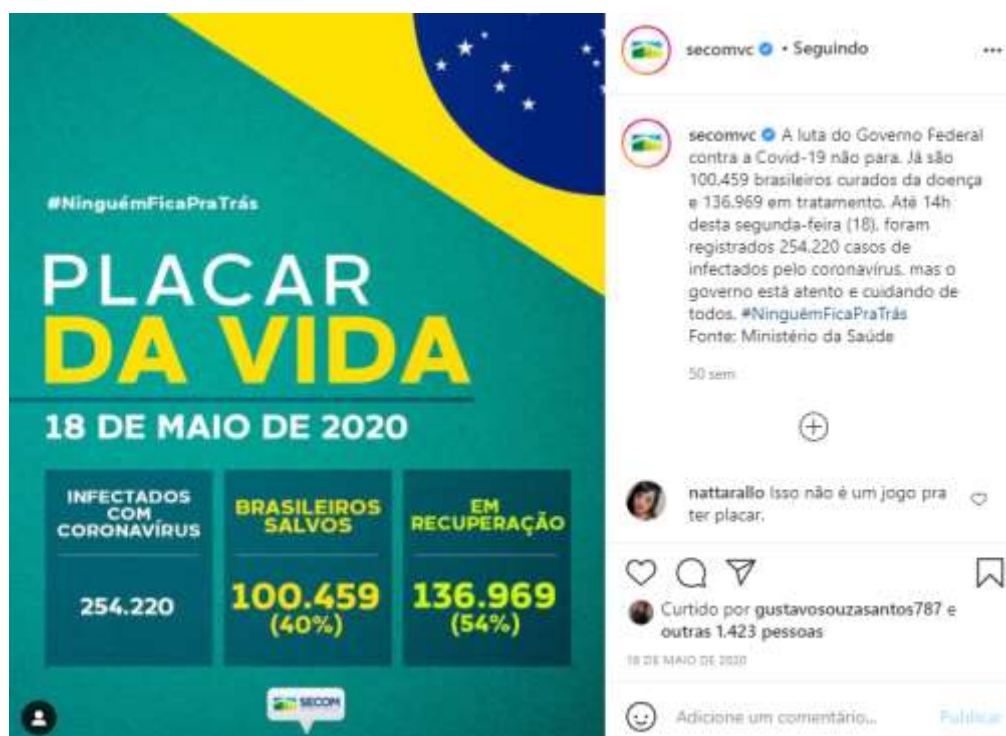 #NinguémFicaPraTrás
PLACAR
DA VIDA
18 DE MAIO DE 2020
INFECTADOS
COM
CORONAVÍRUS
254.220
BRASILEIROS
SALVOS
100.459
(40%)
EM
RECUPERAÇÃO
136.969
(54%)
SECOM
secomvc • Seguindo
secomvc A luta do Governo Federal
contra a Covid-19 não para. Já são
100.459 brasileiros curados da doença
e 136.969 em tratamento. Até 14h
desta segunda-feira (18), foram
registrados 254.220 casos de
infectados pelo coronavírus, mas o
governo está atento e cuidando de
todos. #NinguémFicaPraTrás
Fonte: Ministério da Saúde
50 sem
nattarallo Isso não é um jogo pra
ter placar.
Curtido por gustavosouzasantos787 e
outras 1.423 pessoas
18 DE MAIO DE 2020
Adicione um comentário... Publicar